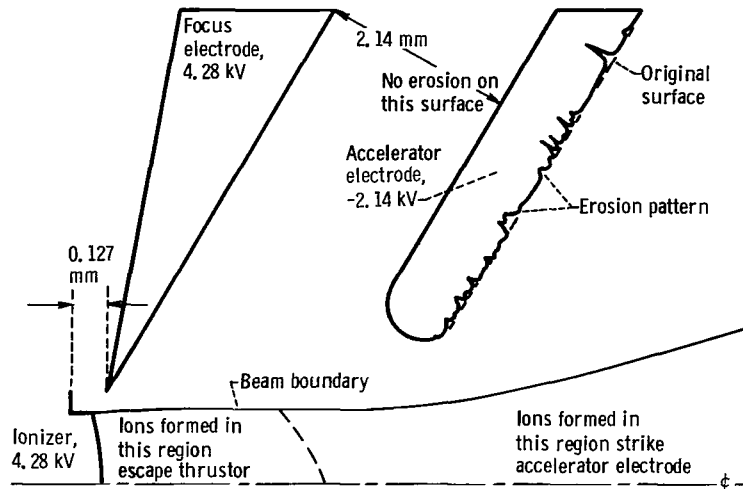 Focus
electrode,
4.28 kV
2.14 mm
No erosion on
this surface
Original
surface
Accelerator
electrode,
-2.14 kV
Erosion pattern
0.127
mm
Beam boundary
Ionizer,
4.28 kV
Ions formed in
this region
escape thrustor
Ions formed in
this region strike
accelerator electrode
℄